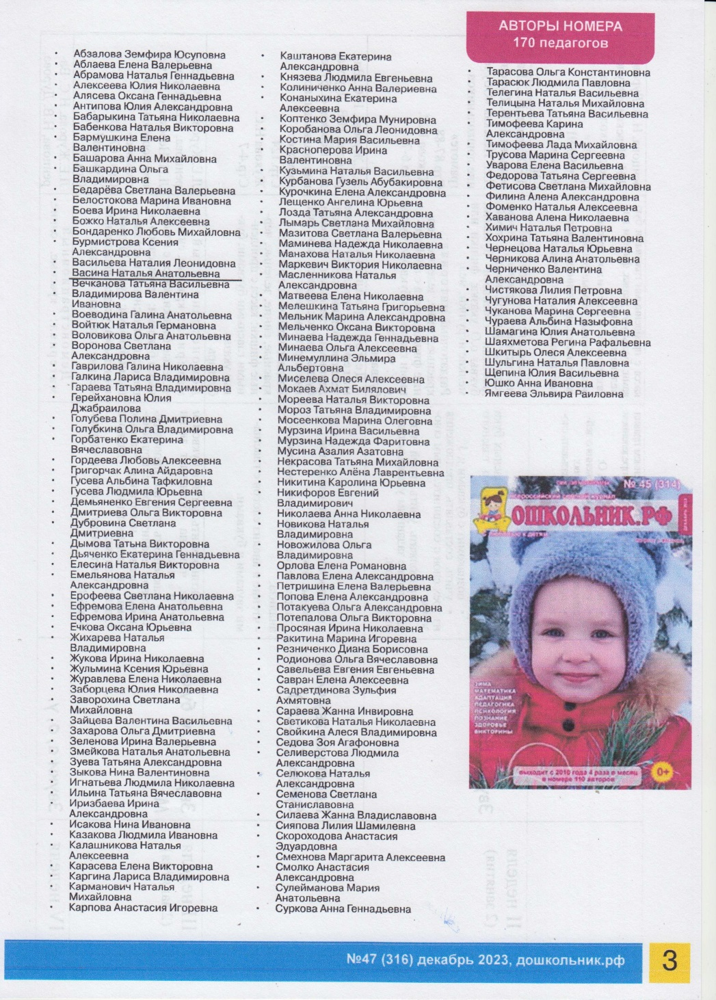 АВТОРЫ НОМЕРА
170 педагогов
Абзалова Земфира Юсуповна
Аблаева Елена Валерьевна
Абрамова Наталья Геннадьевна
Алексеева Юлия Николаевна
Алясева Оксана Геннадьевна
Антипова Юлия Александровна
Бабарыкина Татьяна Николаевна
Бабенкова Наталья Викторовна
Бармушкина Елена
Валентиновна
Башарова Анна Михайловна
Башкардина Ольга
Владимировна
Бедарёва Светлана Валерьевна
Белостокова Марина Ивановна
Боева Ирина Николаевна
Божко Наталья Алексеевна
Бондаренко Любовь Михайловна
Бурмистрова Ксения
Александровна
Васильева Наталия Леонидовна
Васина Наталья Анатольевна
Вечканова Татьяна Васильевна
Владимирова Валентина
Ивановна
Воеводина Галина Анатольевна
Войтюк Наталья Германовна
Воловикова Ольга Анатольевна
Воронова Светлана
Александровна
Гаврилова Галина Николаевна
Галкина Лариса Владимировна
Гараева Татьяна Владимировна
Герейхановна Юлия
Джабраилова
Голубева Полина Дмитриевна
Голубкина Ольга Владимировна
Горбатенко Екатерина
Вячеславовна
Гордеева Любовь Алексеевна
Григорчак Алина Айдаровна
Гусева Альбина Тафкиловна
Гусева Людмила Юрьевна
Демьяненко Евгения Сергеевна
Дмитриева Ольга Викторовна
Дубровина Светлана
Дмитриевна
Дымова Татьна Викторовна
Дьяченко Екатерина Геннадьевна
Елесина Наталья Викторовна
Емельянова Наталья
Александровна
Ерофеева Светлана Николаевна
Ефремова Елена Анатольевна
Ефремова Ирина Анатольевна
Ечкова Оксана Юрьевна
Жихарева Наталья
Владимировна
Жукова Ирина Николаевна
Жульмина Ксения Юрьевна
Журавлева Елена Николаевна
Заборцева Юлия Николаевна
Заворохина Светлана
Михайловна
Зайцева Валентина Васильевна
Захарова Ольга Дмитриевна
Зеленова Ирина Валерьевна
Змейкова Наталья Анатольевна
Зуева Татьяна Александровна
Зыкова Нина Валентиновна
Игнатьева Людмила Николаевна
Ильина Татьяна Вячеславовна
Иризбаева Ирина
Александровна
Исакова Нина Ивановна
Казакова Людмила Ивановна
Калашникова Наталья
Алексеевна
Карасева Елена Викторовна
Каргина Лариса Владимировна
Карманович Наталья
Михайловна
Карпова Анастасия Игоревна
Каштанова Екатерина
Александровна
Князева Людмила Евгеньевна
Колиниченко Анна Валериевна
Конаныхина Екатерина
Алексеевна
Коптенко Земфира Мунировна
Коробанова Ольга Леонидовна
Костина Мария Васильевна
Красноперова Ирина
Валентиновна
Кузьмина Наталья Васильевна
Курбанова Гузель Абубакировна
Курочкина Елена Александровна
Лещенко Ангелина Юрьевна
Лозда Татьяна Александровна
Лымарь Светлана Михайловна
Мазитова Светлана Валерьевна
Маминева Надежда Николаевна
Манахова Наталья Николаевна
Маркевич Виктория Николаевна
Масленникова Наталья
Александровна
Матвеева Елена Николаевна
Мелешкина Татьяна Григорьевна
Мельник Марина Александровна
Мельченко Оксана Викторовна
Минаева Надежда Геннадьевна
Минаева Ольга Алексеевна
Минемуллина Эльмира
Альбертовна
Миселева Олеся Алексеевна
Мокаев Ахмат Билялович
Мореева Наталья Викторовна
Мороз Татьяна Владимировна
Мосеенкова Марина Олеговна
Мурзина Ирина Васильевна
Мурзина Надежда Фаритовна
Мусина Азалия Азатовна
Некрасова Татьяна Михайловна
Нестеренко Алёна Лаврентьевна
Никитина Каролина Юрьевна
Никифоров Евгений
Владимирович
Николаева Анна Николаевна
Новикова Наталья
Владимировна
Новожилова Ольга
Владимировна
Орлова Елена Романовна
Павлова Елена Александровна
Петришина Елена Валерьевна
Попова Елена Александровна
Потакуева Ольга Александровна
Потепалова Ольга Викторовна
Просяная Ирина Николаевна
Ракитина Марина Игоревна
Резниченко Диана Борисовна
Родионова Ольга Вячеславовна
Савельева Евгения Евгеньевна
Савран Елена Алексеевна
Садретдинова Зульфия
Ахмятовна
Сараева Жанна Инвировна
Светикова Наталья Николаевна
Свойкина Алеся Владимировна
Седова Зоя Агафоновна
Селиверстова Людмила
Александровна
Селюкова Наталья
Александровна
Семенова Светлана
Станиславовна
Силаева Жанна Владиславовна
Сияпова Лилия Шамилевна
Скороходова Анастасия
Эдуардовна
Смехнова Маргарита Алексеевна
Смолко Анастасия
Александровна
Сулейманова Мария
Анатольевна
Суркова Анна Геннадьевна
Тарасова Ольга Константиновна
Тарасюк Людмила Павловна
Телегина Наталья Васильевна
Телицына Наталья Михайловна
Терентьева Татьяна Васильевна
Тимофеева Карина
Александровна
Тимофеева Лада Михайловна
Трусова Марина Сергеевна
Уварова Елена Васильевна
Федорова Татьяна Сергеевна
Фетисова Светлана Михайловна
Филина Алена Александровна
Фоменко Наталья Алексеевна
Хаванова Алена Николаевна
Химич Наталья Петровна
Хохрина Татьяна Валентиновна
Чернецова Наталья Юрьевна
Черникова Алина Анатольевна
Черниченко Валентина
Александровна
Чистякова Лилия Петровна
Чугунова Наталия Алексеевна
Чуканова Марина Сергеевна
Чураева Альбина Назыфовна
Шамагина Юлия Анатольевна
Шаяхметова Регина Рафальевна
Шкитырь Олеся Алексеевна
Шульгина Наталья Павловна
Щепина Юлия Васильевна
Юшко Анна Ивановна
Ямгеева Эльвира Раиловна
№ 45 (314)
всероссийский сетевой журнал
ОШКОЛЬНИК.РФ
ЗИМА
МАТЕМАТИКА
АДАПТАЦИЯ
ПЕДАГОГИКА
ПСИХОЛОГИЯ
ПОЗНАНИЕ
ЗДОРОВЬЕ
ВИКТОРИНЫ
выходит с 2010 года 4 раза в месяц
в номере 110 авторов
0+
№47 (316) декабрь 2023, дошкольник.рф
3